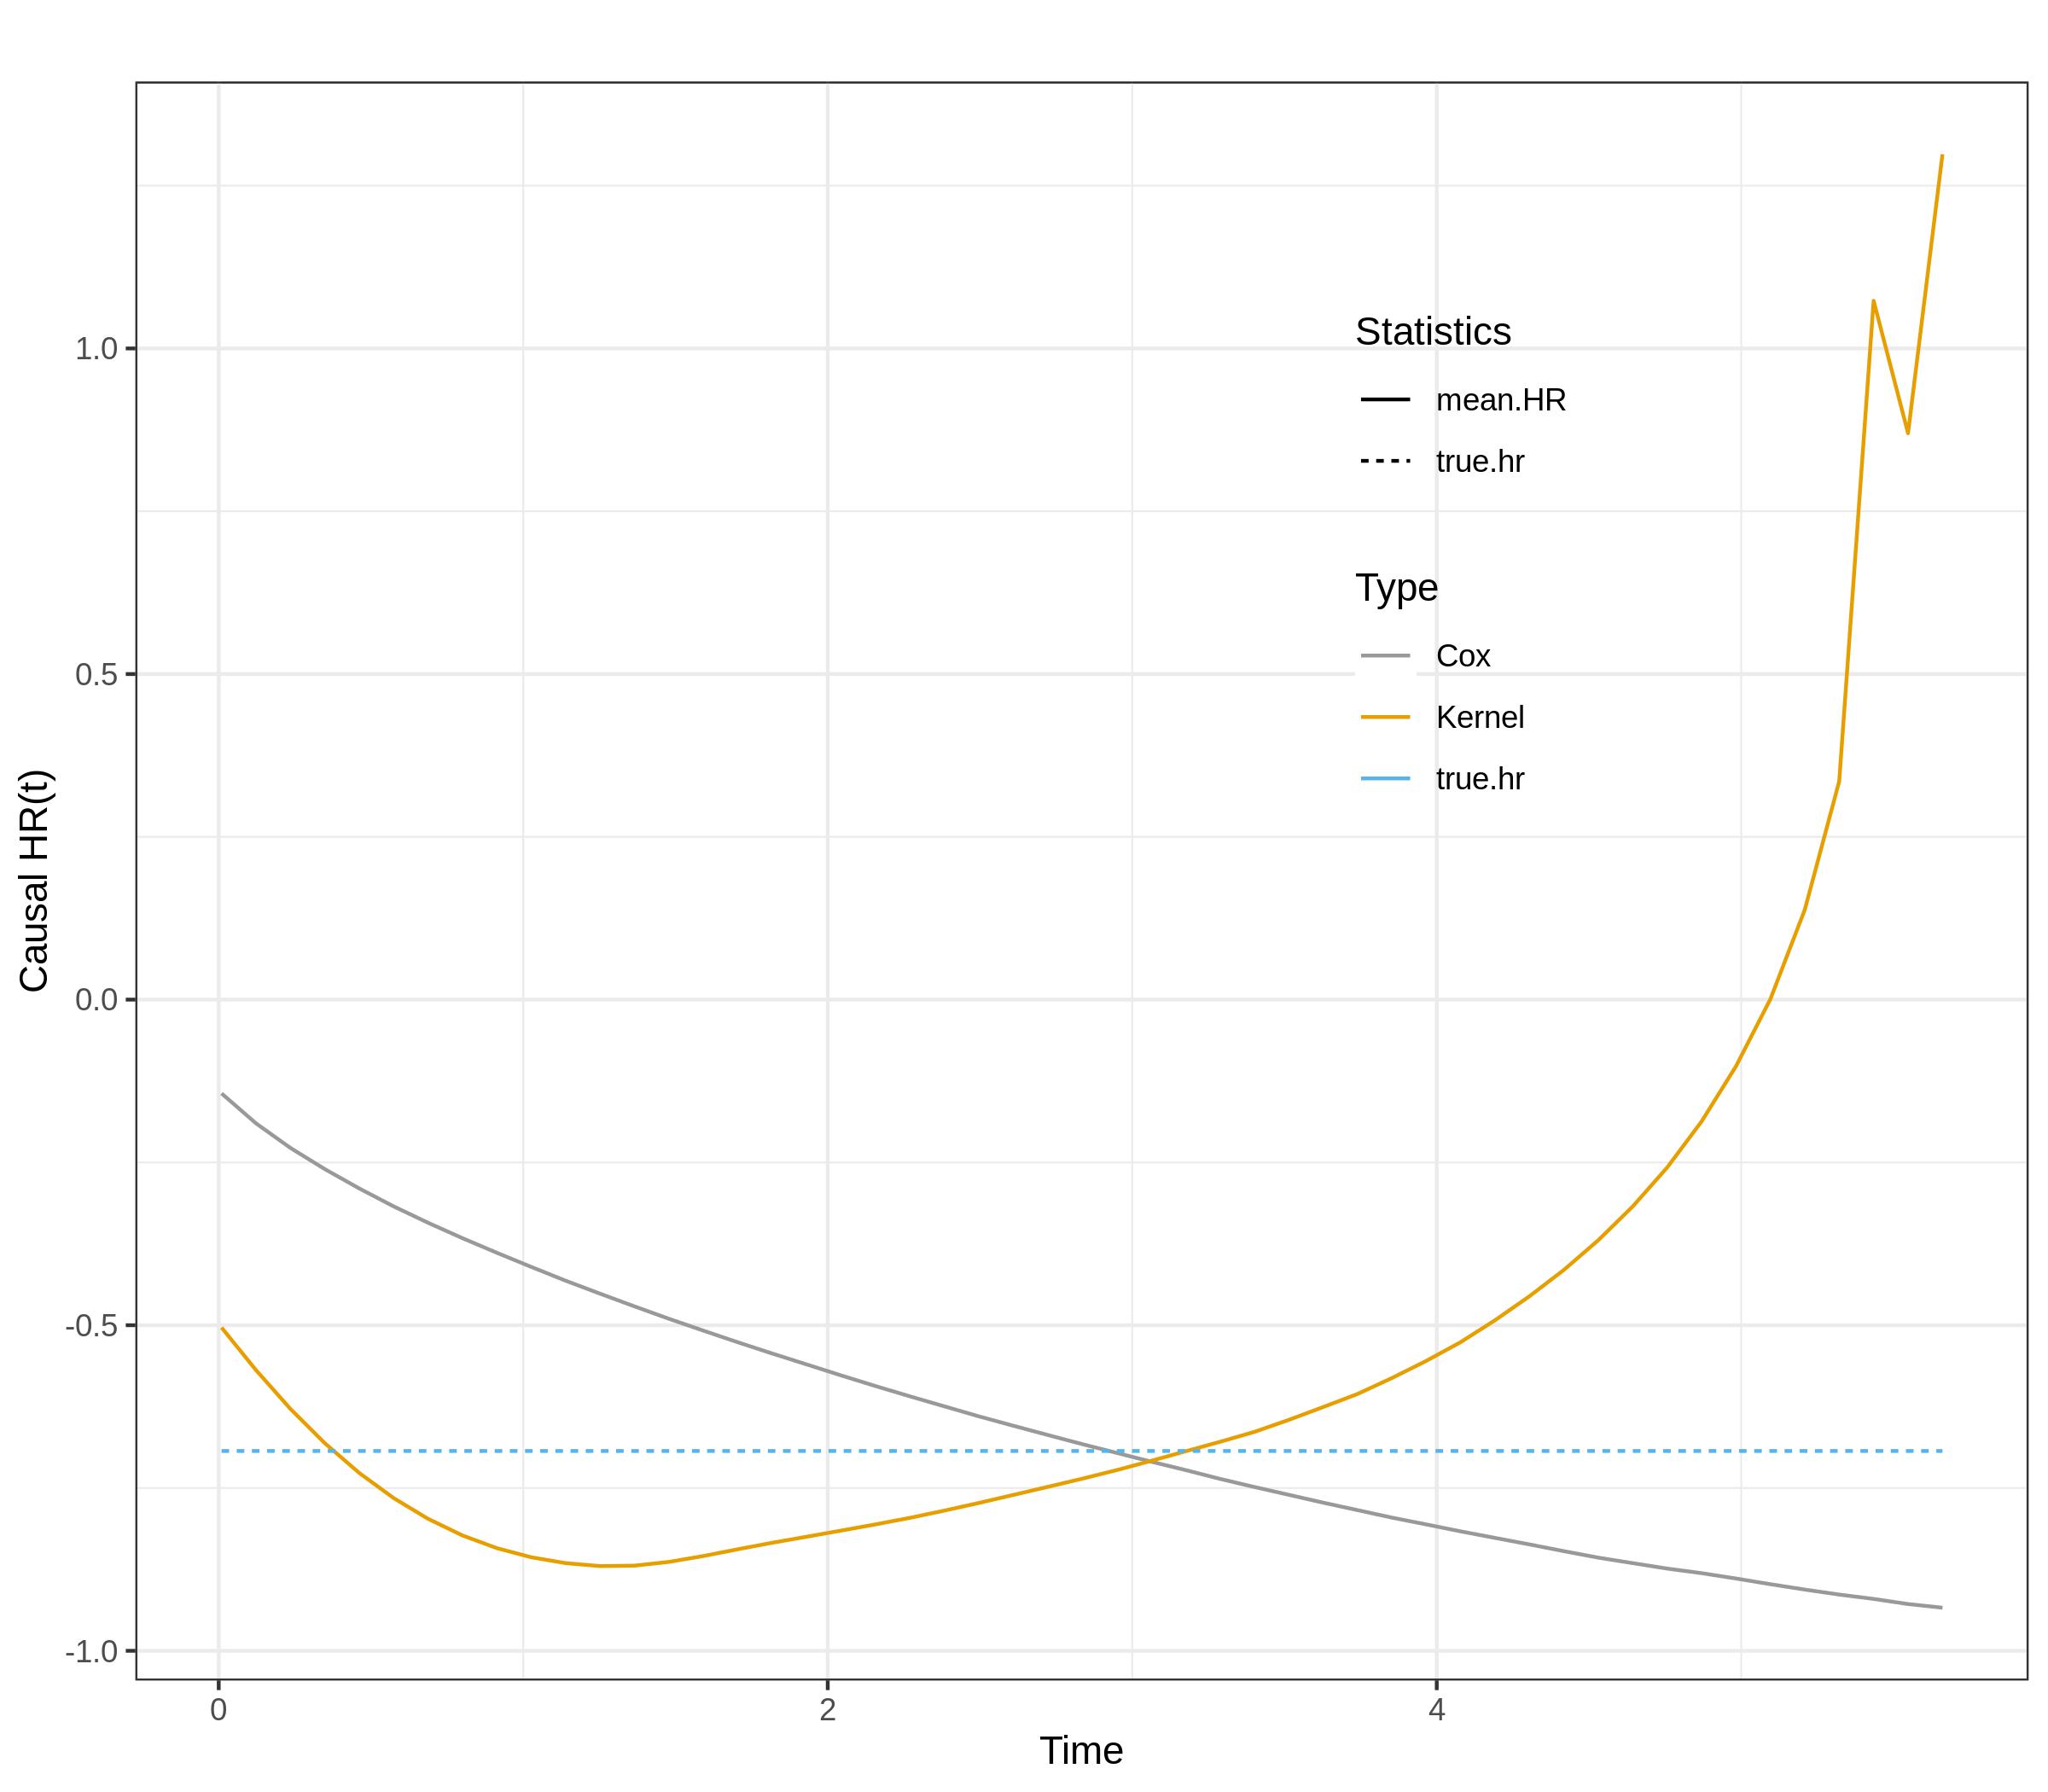 Statistics
mean.HR
true.hr
Type
Cox
Kernel
true.hr
1.0
0.5
0.0
-0.5
-1.0
Causal HR(t)
0
2
4
Time